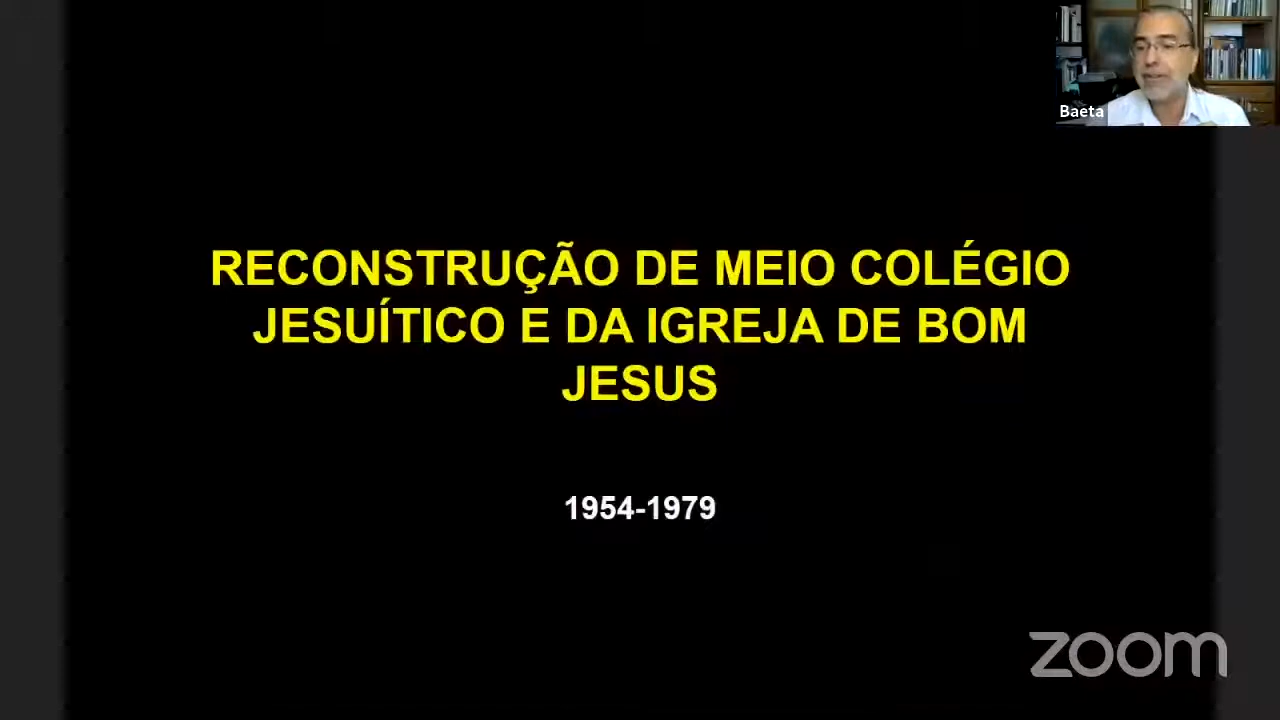 Baeta
RECONSTRUÇÃO DE MEIO COLÉGIO
JESUÍTICO E DA IGREJA DE BOM
JESUS
1954-1979
zoom